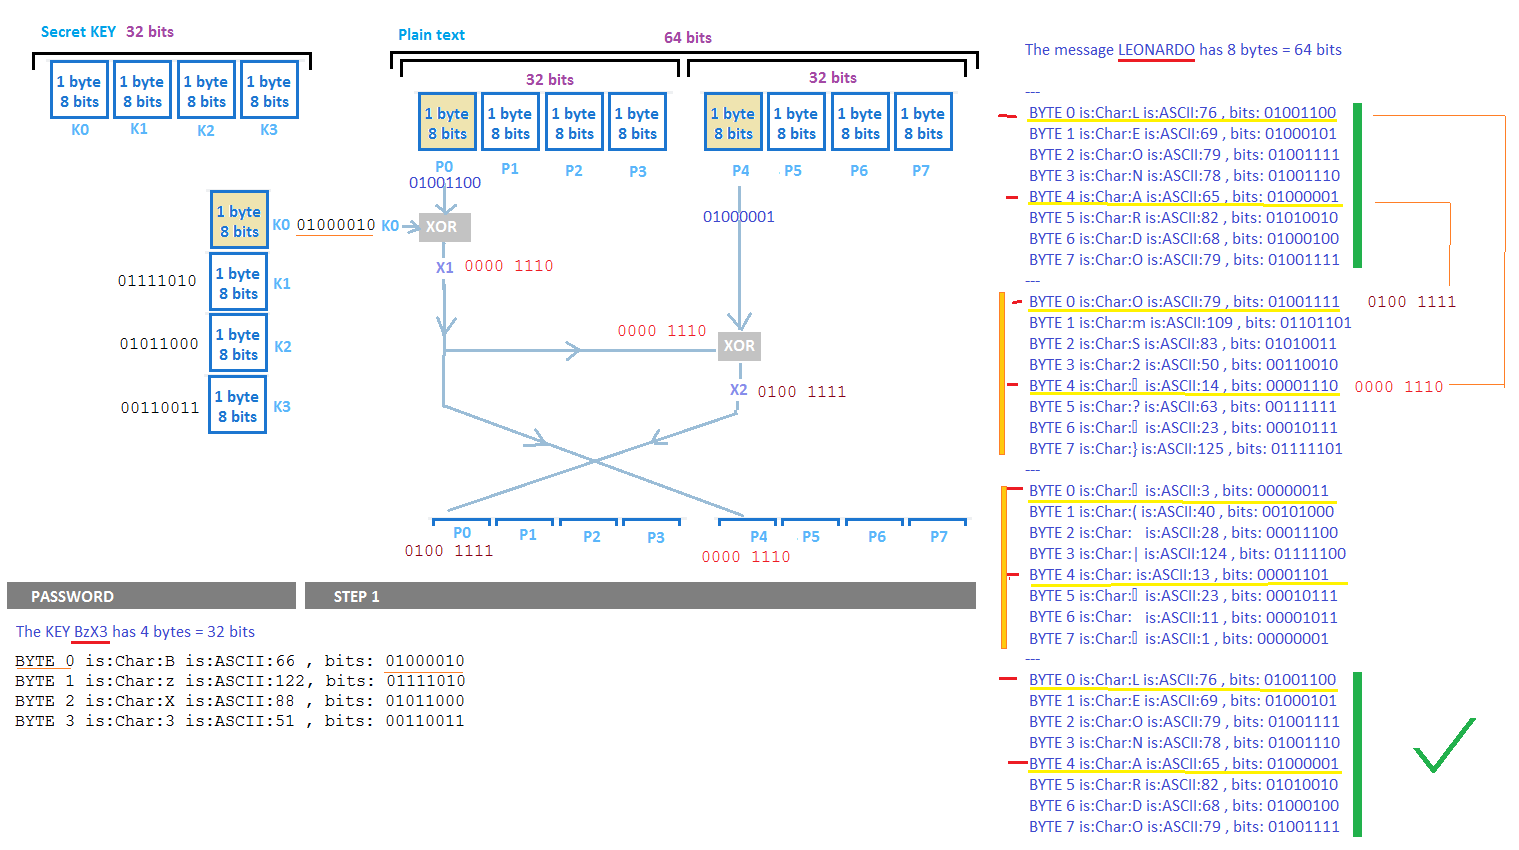 Secret KEY 32 bits
1 byte 8 bits
1 byte 8 bits
1 byte 8 bits
1 byte 8 bits
K0 K1 K2 K3
Plain text
64 bits
32 bits
32 bits
1 byte 8 bits
1 byte 8 bits
1 byte 8 bits
1 byte 8 bits
1 byte 8 bits
1 byte 8 bits
1 byte 8 bits
1 byte 8 bits
P0 P1 P2 P3 P4 P5 P6 P7
01001100
01000001
1 byte 8 bits
K0 01000010 K0
XOR
X1 0000 1110
01111010
1 byte 8 bits
K1
0000 1110
XOR
01011000
1 byte 8 bits
K2
X2 0100 1111
00110011
1 byte 8 bits
K3
P0 P1 P2 P3 P4 P5 P6 P7
0100 1111
0000 1110
PASSWORD
STEP 1
The KEY BzX3 has 4 bytes = 32 bits
BYTE 0 is:Char:B is:ASCII:66 , bits: 01000010
BYTE 1 is:Char:z is:ASCII:122, bits: 01111010
BYTE 2 is:Char:X is:ASCII:88 , bits: 01011000
BYTE 3 is:Char:3 is:ASCII:51 , bits: 00110011
The message LEONARDO has 8 bytes = 64 bits
---
BYTE 0 is:Char:L is:ASCII:76 , bits: 01001100
BYTE 1 is:Char:E is:ASCII:69 , bits: 01000101
BYTE 2 is:Char:O is:ASCII:79 , bits: 01001111
BYTE 3 is:Char:N is:ASCII:78 , bits: 01001110
BYTE 4 is:Char:A is:ASCII:65 , bits: 01000001
BYTE 5 is:Char:R is:ASCII:82 , bits: 01010010
BYTE 6 is:Char:D is:ASCII:68 , bits: 01000100
BYTE 7 is:Char:O is:ASCII:79 , bits: 01001111
---
BYTE 0 is:Char:O is:ASCII:79 , bits: 01001111 0100 1111
BYTE 1 is:Char:m is:ASCII:109 , bits: 01101101
BYTE 2 is:Char:S is:ASCII:83 , bits: 01010011
BYTE 3 is:Char:2 is:ASCII:50 , bits: 00110010
BYTE 4 is:Char:▯ is:ASCII:14 , bits: 00001110 0000 1110
BYTE 5 is:Char:? is:ASCII:63 , bits: 00111111
BYTE 6 is:Char:▯ is:ASCII:23 , bits: 00010111
BYTE 7 is:Char:} is:ASCII:125 , bits: 01111101
---
BYTE 0 is:Char:▯ is:ASCII:3 , bits: 00000011
BYTE 1 is:Char:( is:ASCII:40 , bits: 00101000
BYTE 2 is:Char: is:ASCII:28 , bits: 00011100
BYTE 3 is:Char:| is:ASCII:124 , bits: 01111100
BYTE 4 is:Char: is:ASCII:13 , bits: 00001101
BYTE 5 is:Char:▯ is:ASCII:23 , bits: 00010111
BYTE 6 is:Char: is:ASCII:11 , bits: 00001011
BYTE 7 is:Char:▯ is:ASCII:1 , bits: 00000001
---
BYTE 0 is:Char:L is:ASCII:76 , bits: 01001100
BYTE 1 is:Char:E is:ASCII:69 , bits: 01000101
BYTE 2 is:Char:O is:ASCII:79 , bits: 01001111
BYTE 3 is:Char:N is:ASCII:78 , bits: 01001110
BYTE 4 is:Char:A is:ASCII:65 , bits: 01000001
BYTE 5 is:Char:R is:ASCII:82 , bits: 01010010
BYTE 6 is:Char:D is:ASCII:68 , bits: 01000100
BYTE 7 is:Char:O is:ASCII:79 , bits: 01001111